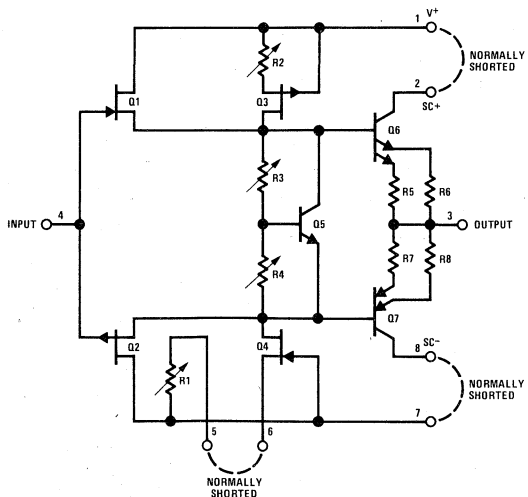 1 V+
NORMALLY
SHORTED
2
SC+
R2
Q1
Q3
Q6
R3
R5
R6
INPUT 4
Q5
3 OUTPUT
R4
R7
R8
Q2
Q4
Q7
R1
8
SC−
NORMALLY
SHORTED
7
5
6
NORMALLY
SHORTED